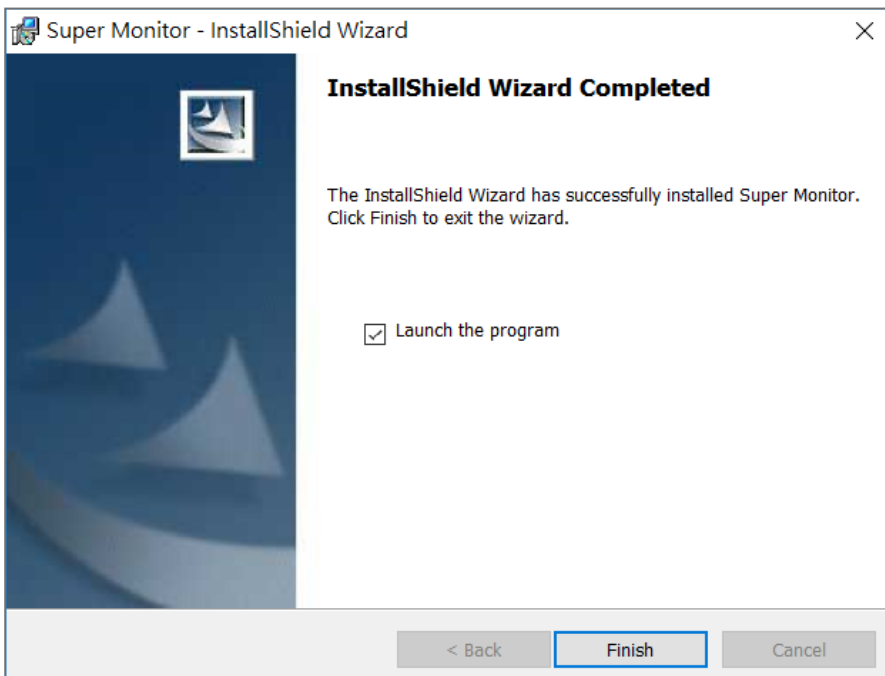 Super Monitor - InstallShield Wizard
InstallShield Wizard Completed
The InstallShield Wizard has successfully installed Super Monitor.
Click Finish to exit the wizard.
Launch the program
< Back
Finish
Cancel